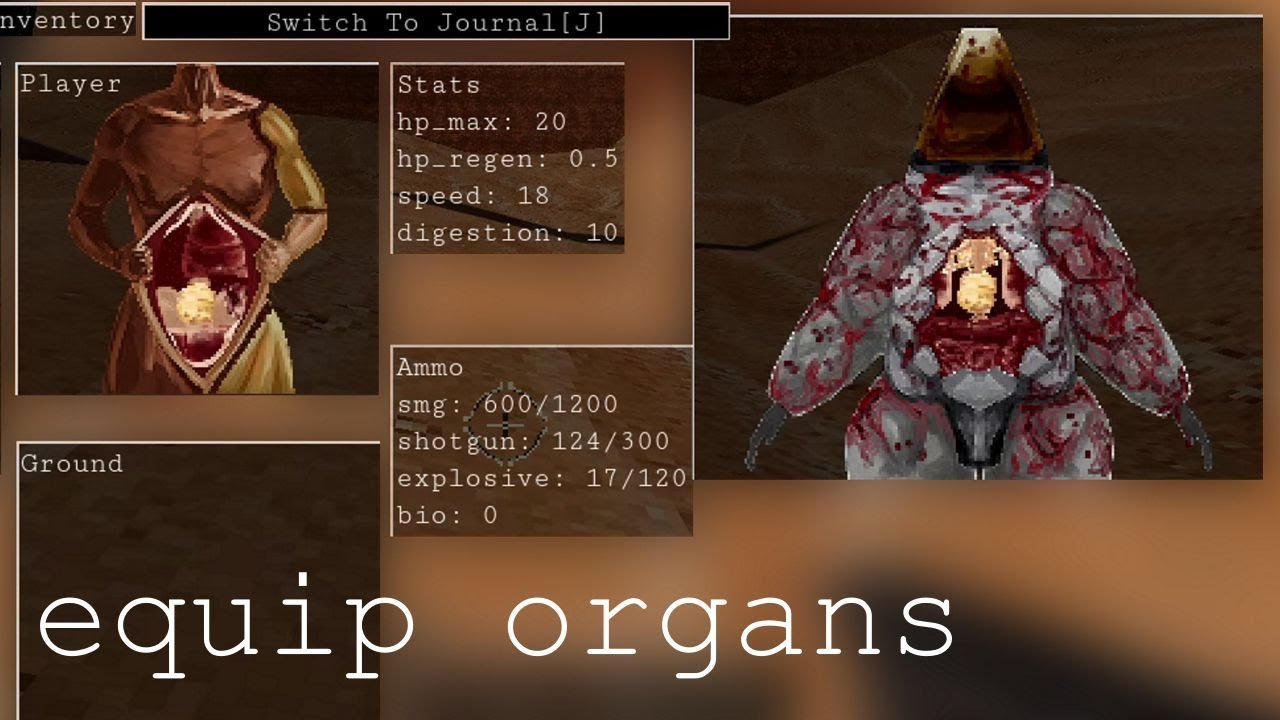 nventory
Switch To Journal[J]
Player
Stats
hp_max: 20
hp_regen: 0.5
speed: 18
digestion: 10
Ammo
smg: 600/1200
shotgun: 124/300
explosive: 17/120
bio: 0
Ground
equip organs